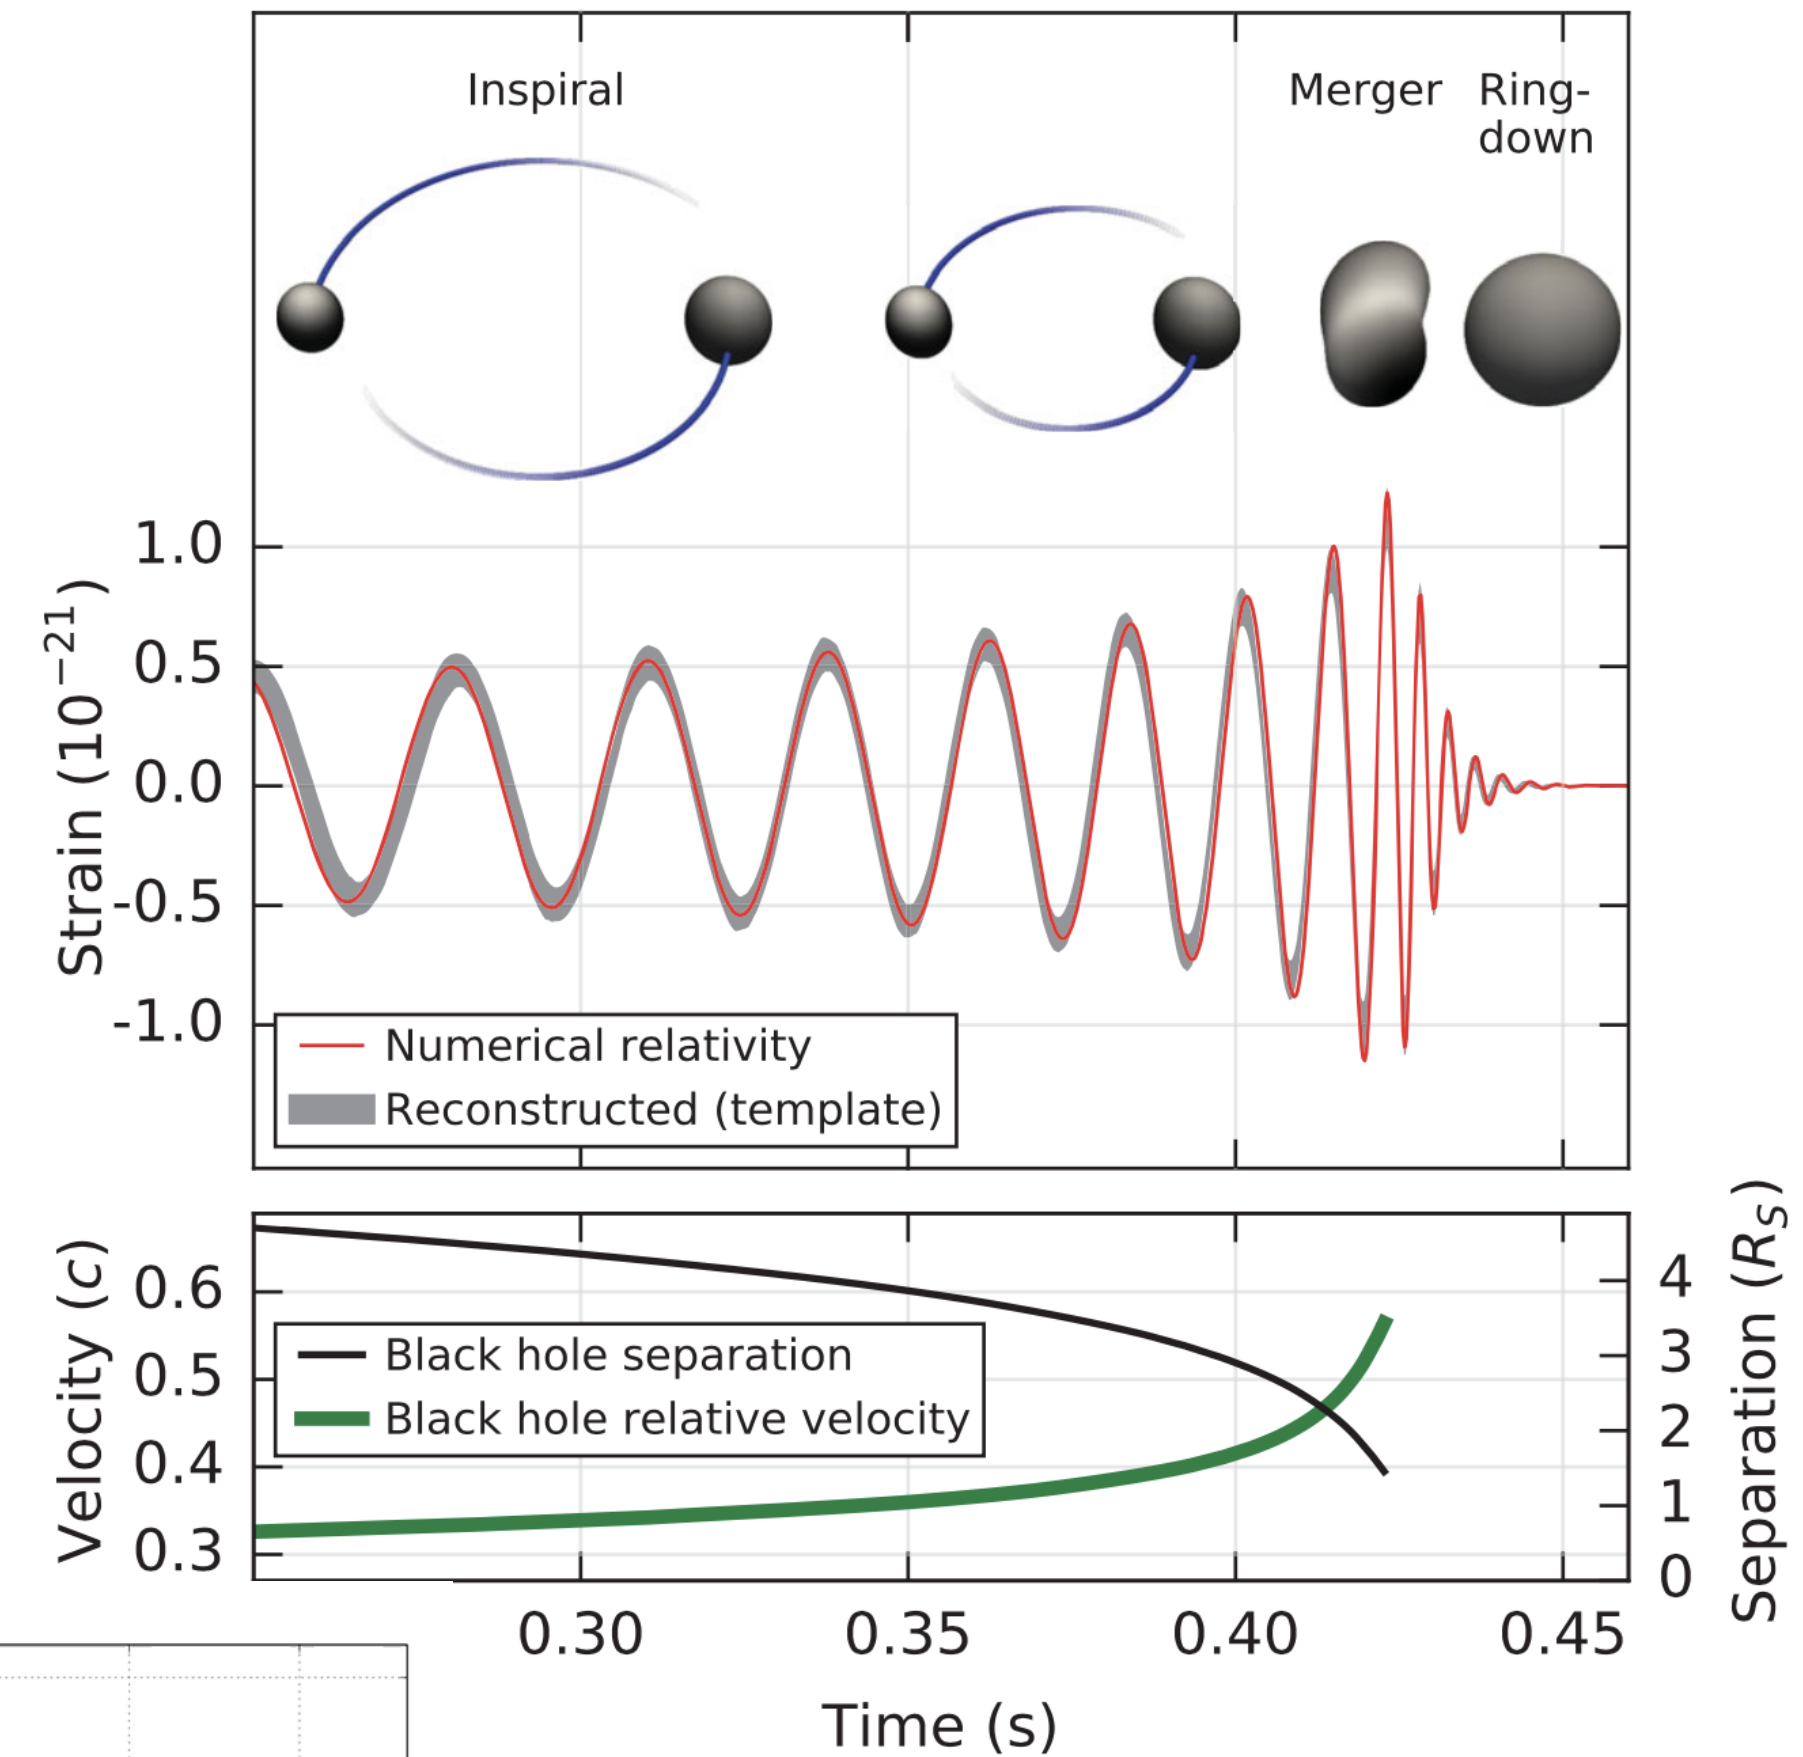 Inspiral
Merger
Ring-
down
1.0
0.5
0.0
-0.5
-1.0
Strain (10⁻²¹)
Numerical relativity
Reconstructed (template)
0.6
0.5
0.4
0.3
Velocity (c)
Black hole separation
Black hole relative velocity
4
3
2
1
0
Separation (R_S)
0.30 0.35 0.40 0.45
Time (s)